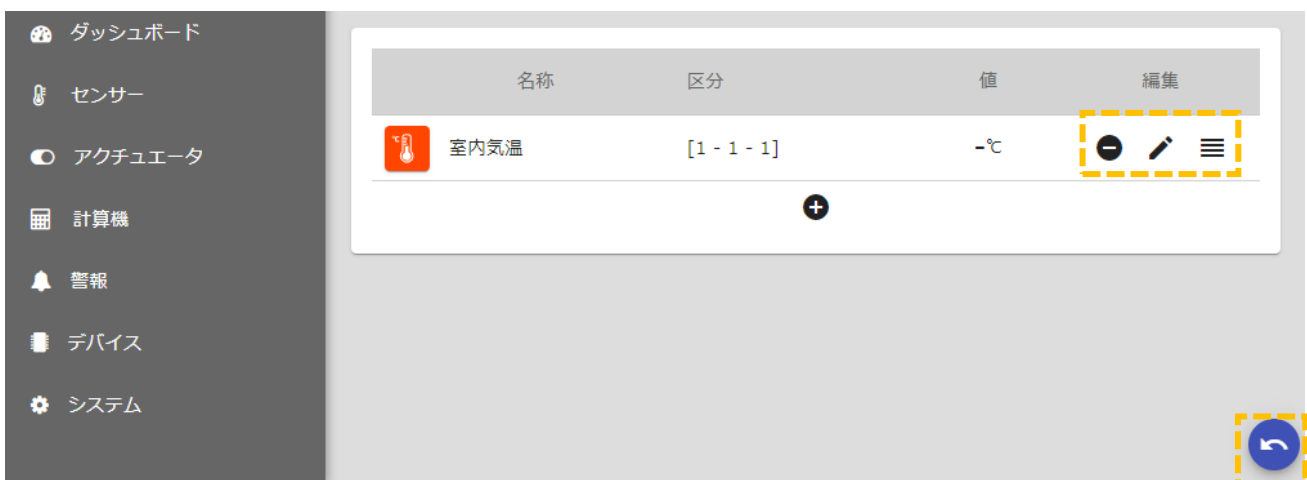 ダッシュボード
センサー
アクチュエータ
計算機
警報
デバイス
システム
名称 区分 値 編集
℃ 室内気温 [1 - 1 - 1] −℃